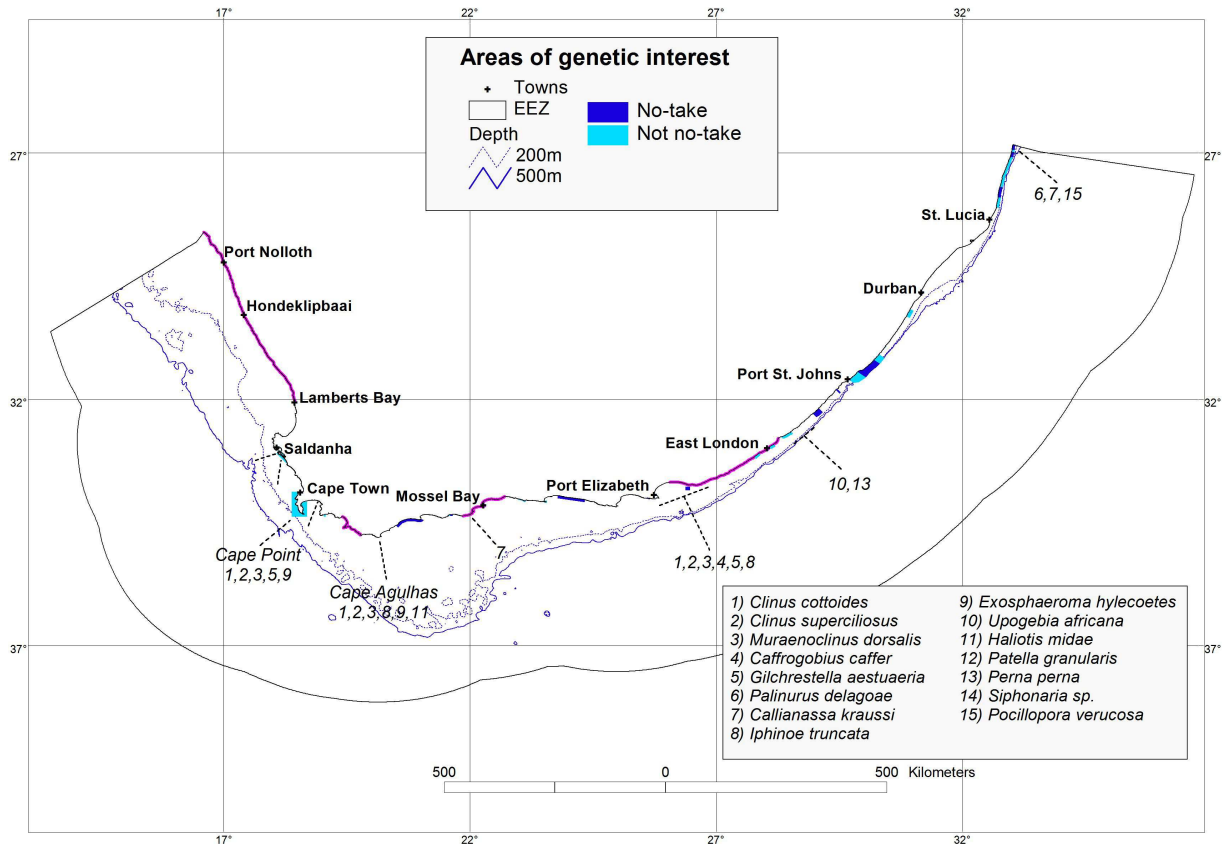 17°
22°
27°
32°
Areas of genetic interest
Towns
EEZ
No-take
Depth
Not no-take
200m
500m
27°
27°
6,7,15
St. Lucia
Port Nolloth
Durban
Hondeklipbaai
Port St. Johns
32°
Lamberts Bay
32°
East London
Saldanha
Port Elizabeth
10,13
Cape Town
Mossel Bay
Cape Point
1,2,3,5,9
7
1,2,3,4,5,8
Cape Agulhas
1,2,3,8,9,11
37°
37°
1) Clinus cottoides
2) Clinus superciliosus
3) Muraenoclinus dorsalis
4) Caffrogobius caffer
5) Gilchrestella aestuaeria
6) Palinurus delagoae
7) Callianassa kraussi
8) Iphinoe truncata
9) Exosphaeroma hylecoetes
10) Upogebia africana
11) Haliotis midae
12) Patella granularis
13) Perna perna
14) Siphonaria sp.
15) Pocillopora verucosa
500 0 500 Kilometers
17°
22°
27°
32°